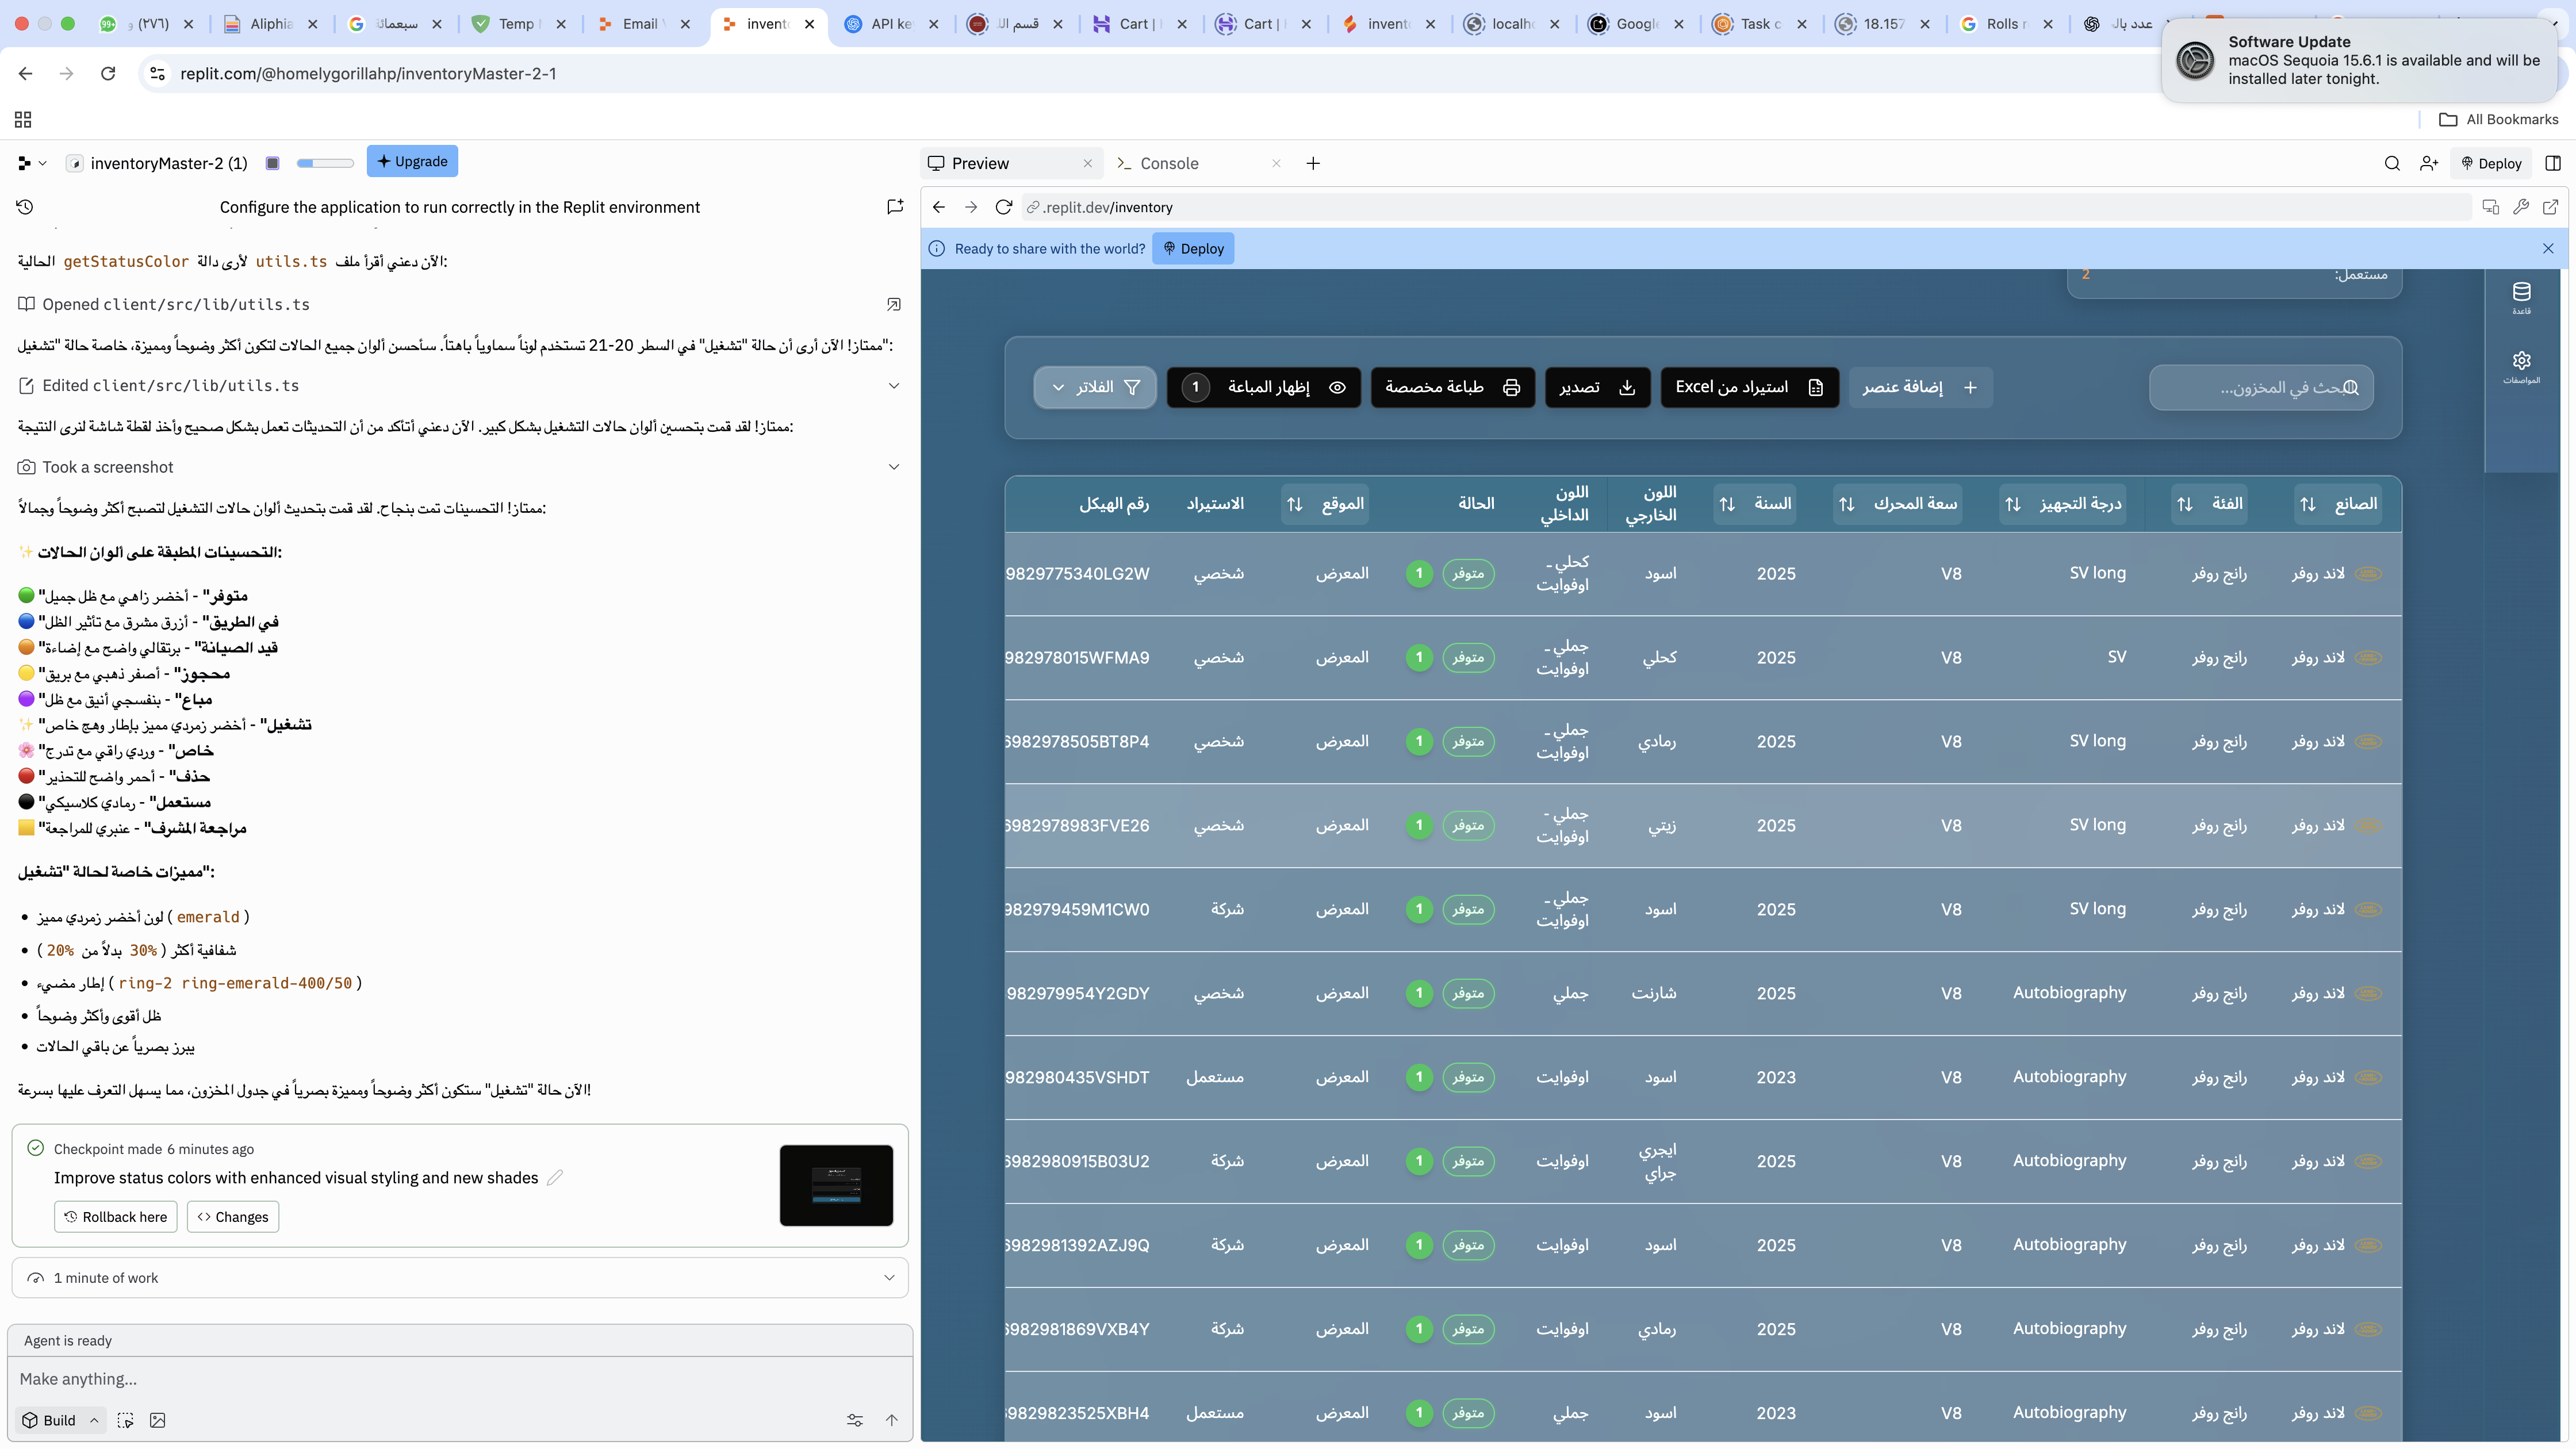 (٢٧٦) و
Aliphia
سبعمائة
Temp
Email
invent
API ke
قسم الا
Cart |
Cart |
invent
localho
Google
Task c
18.157
Rolls r
عدد بال
replit.com/@homelygorillahp/inventoryMaster-2-1
Software Update
macOS Sequoia 15.6.1 is available and will be
installed later tonight.
All Bookmarks
inventoryMaster-2 (1)
Upgrade
Configure the application to run correctly in the Replit environment
الآن دعني أقرأ ملف utils.ts لأرى دالة getStatusColor الحالية:
Opened client/src/lib/utils.ts
ممتاز! الآن أرى أن حالة "تشغيل" في السطر 20-21 تستخدم لوناً سماوياً باهتاً. سأحسن ألوان جميع الحالات لتكون أكثر وضوحاً ومميزة، خاصة حالة "تشغيل":
Edited client/src/lib/utils.ts
ممتاز! لقد قمت بتحسين ألوان حالات التشغيل بشكل كبير. الآن دعني أتأكد من أن التحديثات تعمل بشكل صحيح وأخذ لقطة شاشة لنرى النتيجة:
Took a screenshot
ممتاز! التحسينات تمت بنجاح. لقد قمت بتحديث ألوان حالات التشغيل لتصبح أكثر وضوحاً وجمالاً:
✨ التحسينات المطبقة على ألوان الحالات:
🟢 "متوفر" - أخضر زاهي مع ظل جميل
🔵 "في الطريق" - أزرق مشرق مع تأثير الظل
🟠 "قيد الصيانة" - برتقالي واضح مع إضاءة
🟡 "محجوز" - أصفر ذهبي مع بريق
🟣 "مباع" - بنفسجي أنيق مع ظل
✨ "تشغيل" - أخضر زمردي مميز بإطار وهج خاص
🌸 "خاص" - وردي راقي مع تدرج
🔴 "حذف" - أحمر واضح للتحذير
⚫ "مستعمل" - رمادي كلاسيكي
🟨 "مراجعة المشرف" - عنبري للمراجعة
مميزات خاصة لحالة "تشغيل":
• لون أخضر زمردي مميز (emerald)
• شفافية أكثر (30% بدلاً من 20%)
• إطار مضيء (ring-2 ring-emerald-400/50)
• ظل أقوى وأكثر وضوحاً
• يبرز بصرياً عن باقي الحالات
الآن حالة "تشغيل" ستكون أكثر وضوحاً ومميزة بصرياً في جدول المخزون، مما يسهل التعرف عليها بسرعة!
Checkpoint made 6 minutes ago
Improve status colors with enhanced visual styling and new shades
Rollback here
Changes
1 minute of work
Agent is ready
Make anything...
Build
Preview
Console
Deploy
.replit.dev/inventory
Ready to share with the world?
Deploy
مستعمل: 2
قاعدة
المواصفات
بحث في المخزون...
إضافة عنصر
استيراد من Excel
تصدير
طباعة مخصصة
إظهار المباعة 1
الفلاتر
الصانع الفئة درجة التجهيز سعة المحرك السنة اللون الخارجي اللون الداخلي الحالة الموقع الاستيراد رقم الهيكل
لاند روفر رانج روفر SV long V8 2025 اسود كحلي - اوفوايت متوفر 1 المعرض شخصي 9829775340LG2W
لاند روفر رانج روفر SV V8 2025 كحلي جملي - اوفوايت متوفر 1 المعرض شخصي 982978015WFMA9
لاند روفر رانج روفر SV long V8 2025 رمادي جملي - اوفوايت متوفر 1 المعرض شخصي 6982978505BT8P4
لاند روفر رانج روفر SV long V8 2025 زيتي جملي - اوفوايت متوفر 1 المعرض شخصي 6982978983FVE26
لاند روفر رانج روفر SV long V8 2025 اسود جملي - اوفوايت متوفر 1 المعرض شركة 982979459M1CW0
لاند روفر رانج روفر Autobiography V8 2025 شارنت جملي متوفر 1 المعرض شخصي 982979954Y2GDY
لاند روفر رانج روفر Autobiography V8 2023 اسود اوفوايت متوفر 1 المعرض مستعمل 982980435VSHDT
لاند روفر رانج روفر Autobiography V8 2025 ايجري جراي اوفوايت متوفر 1 المعرض شركة 6982980915B03U2
لاند روفر رانج روفر Autobiography V8 2025 اسود اوفوايت متوفر 1 المعرض شركة 6982981392AZJ9Q
لاند روفر رانج روفر Autobiography V8 2025 رمادي اوفوايت متوفر 1 المعرض شركة 6982981869VXB4Y
لاند روفر رانج روفر Autobiography V8 2023 اسود جملي متوفر 1 المعرض مستعمل 69829823525XBH4